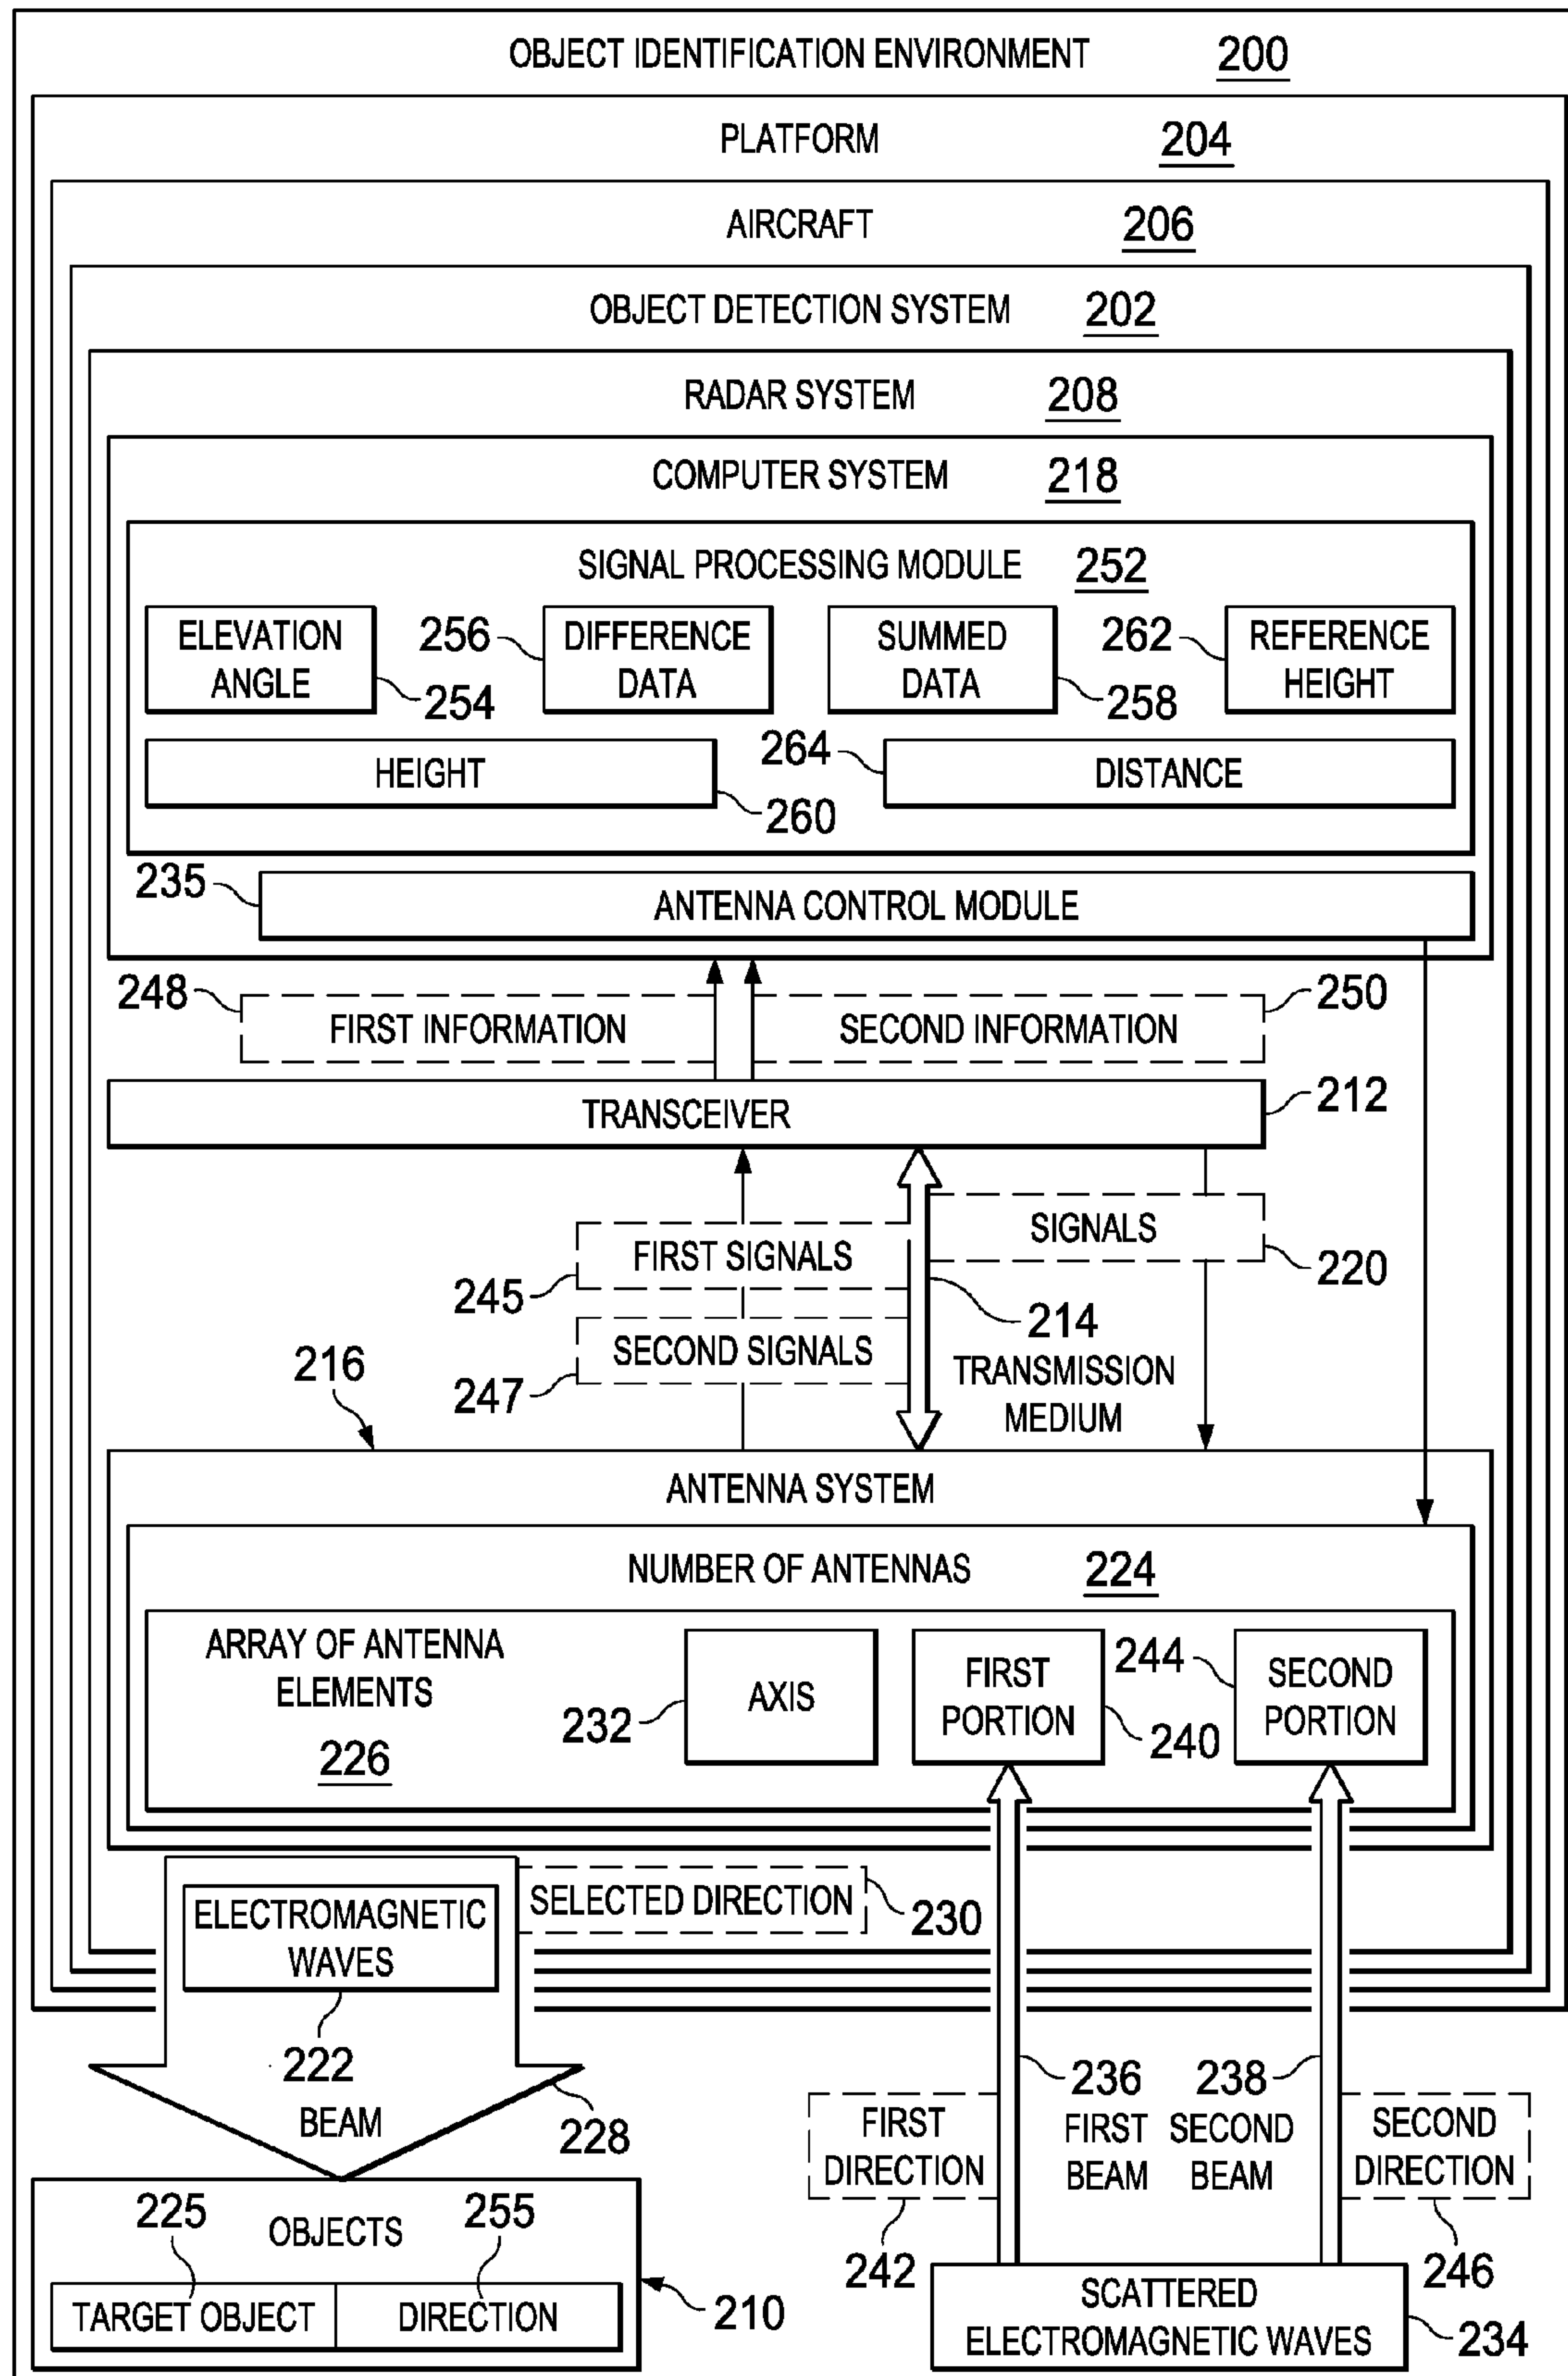 OBJECT IDENTIFICATION ENVIRONMENT 200
PLATFORM 204
AIRCRAFT 206
OBJECT DETECTION SYSTEM 202
RADAR SYSTEM 208
COMPUTER SYSTEM 218
SIGNAL PROCESSING MODULE 252
ELEVATION
ANGLE
254
256
DIFFERENCE
DATA
SUMMED
DATA
258
262
REFERENCE
HEIGHT
HEIGHT
260
264
DISTANCE
235
ANTENNA CONTROL MODULE
248
FIRST INFORMATION
SECOND INFORMATION
250
TRANSCEIVER
212
FIRST SIGNALS
245
SIGNALS
220
SECOND SIGNALS
247
214
TRANSMISSION
MEDIUM
216
ANTENNA SYSTEM
NUMBER OF ANTENNAS 224
ARRAY OF ANTENNA
ELEMENTS
226
232
AXIS
FIRST
PORTION
240
244
SECOND
PORTION
ELECTROMAGNETIC
WAVES
222
SELECTED DIRECTION
230
BEAM
228
236
FIRST
BEAM
238
SECOND
BEAM
FIRST
DIRECTION
242
SECOND
DIRECTION
246
225
OBJECTS
255
TARGET OBJECT
DIRECTION
210
SCATTERED
ELECTROMAGNETIC WAVES
234